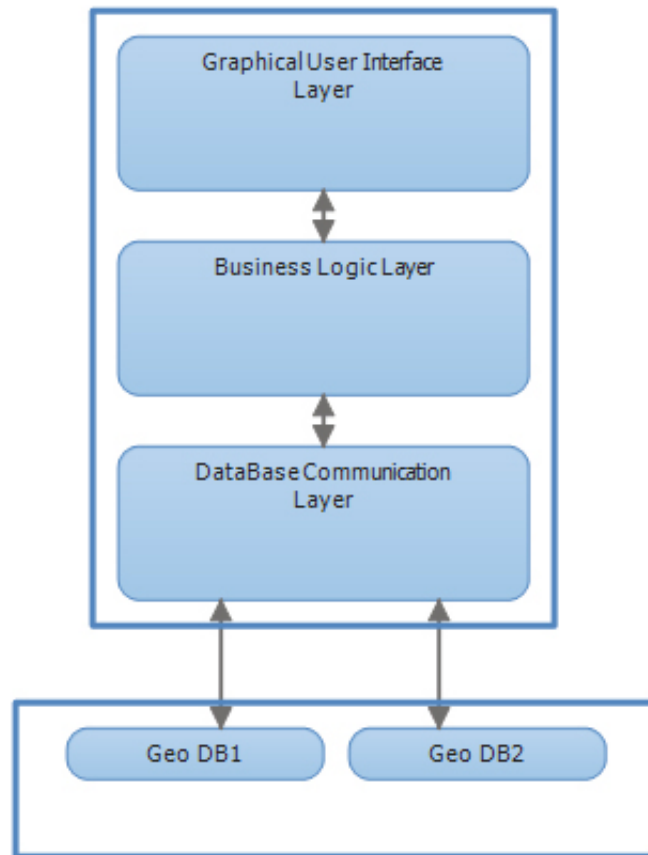 Graphical User Interface
Layer
Business Logic Layer
DataBase Communication
Layer
Geo DB1
Geo DB2